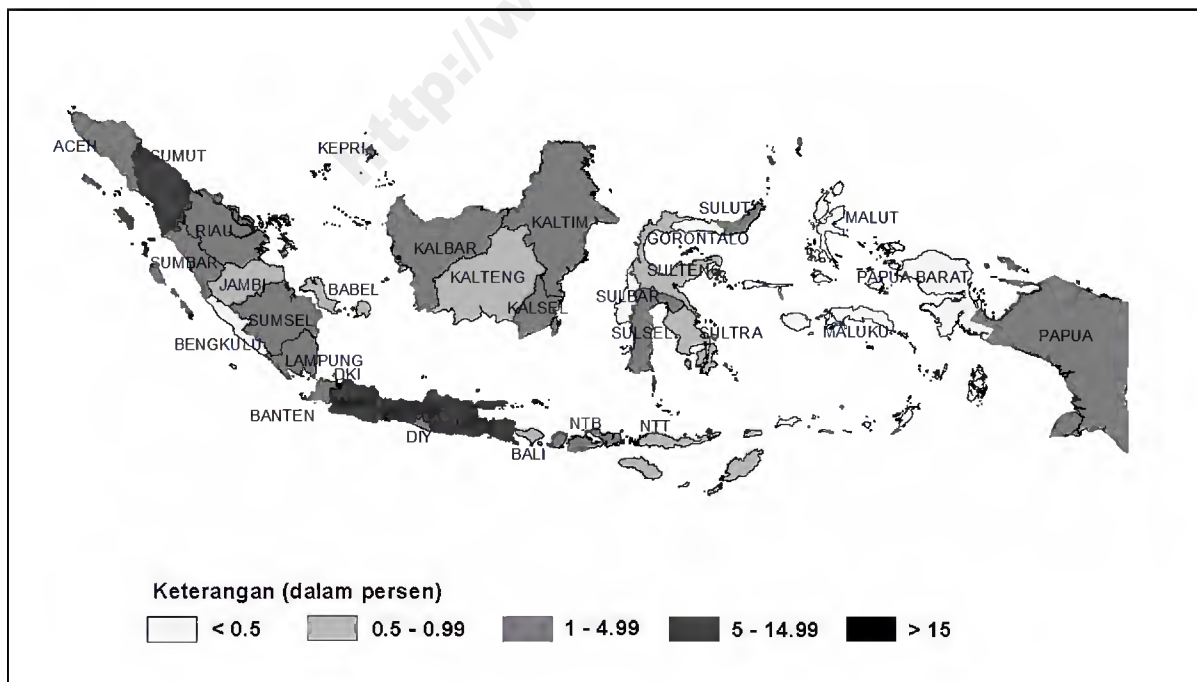 http://w
ACEH
SUMUT
KEPRI
RIAU
SUMBAR
JAMBI
BABEL
SUMSEL
BENGKULU
LAMPUNG
DKI
BANTEN
DIY
BALI
NTB
NTT
KALBAR
KALTENG
KALTIM
KALSEL
SULUT
GORONTALO
SULTENG
SULBAR
SULSEL
SULTRA
MALUT
PAPUA BARAT
MALUKU
PAPUA
Keterangan (dalam persen)
< 0.5 0.5 - 0.99 1 - 4.99 5 - 14.99 > 15